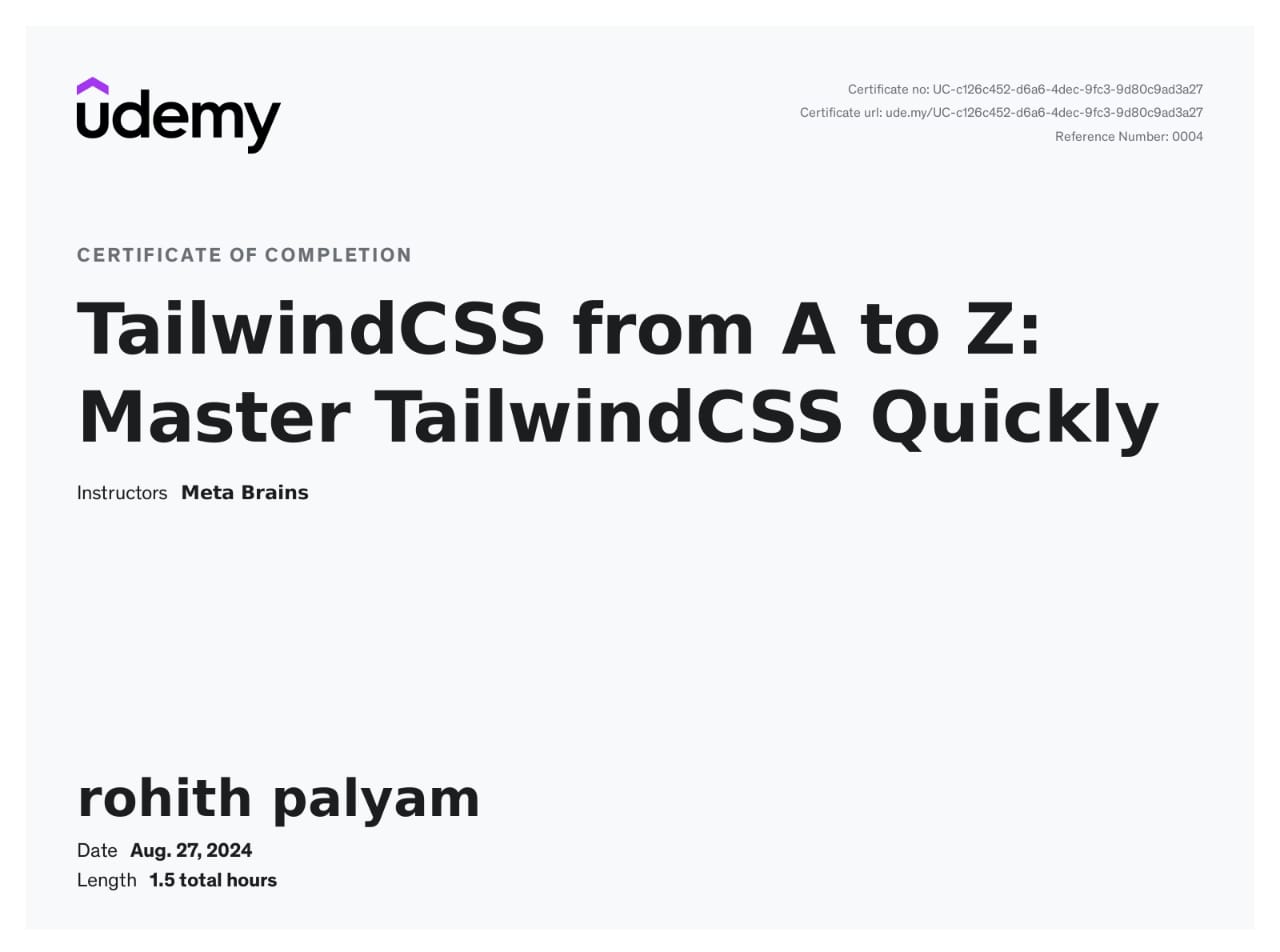 udemy
Certificate no: UC-c126c452-d6a6-4dec-9fc3-9d80c9ad3a27
Certificate url: ude.my/UC-c126c452-d6a6-4dec-9fc3-9d80c9ad3a27
Reference Number: 0004
CERTIFICATE OF COMPLETION
TailwindCSS from A to Z:
Master TailwindCSS Quickly
Instructors Meta Brains
rohith palyam
Date Aug. 27, 2024
Length 1.5 total hours